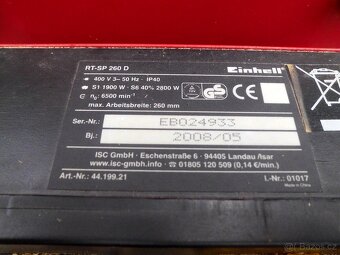 RT-SP 260 D
Einhell
400 V 3~ 50 Hz · IP40
S1 1900 W · S6 40% 2800 W
n₀: 6500 min⁻¹
max. Arbeitsbreite: 260 mm
Ser.-Nr.: EB024933
Bj.: 2008/05
ISC GmbH · Eschenstraße 6 · 94405 Landau/Isar
www.isc-gmbh.info · ☎ 01805 120 509 (0,14 €/min.)
Art.-Nr.: 44.199.21 I.-Nr.: 01017
Made in China